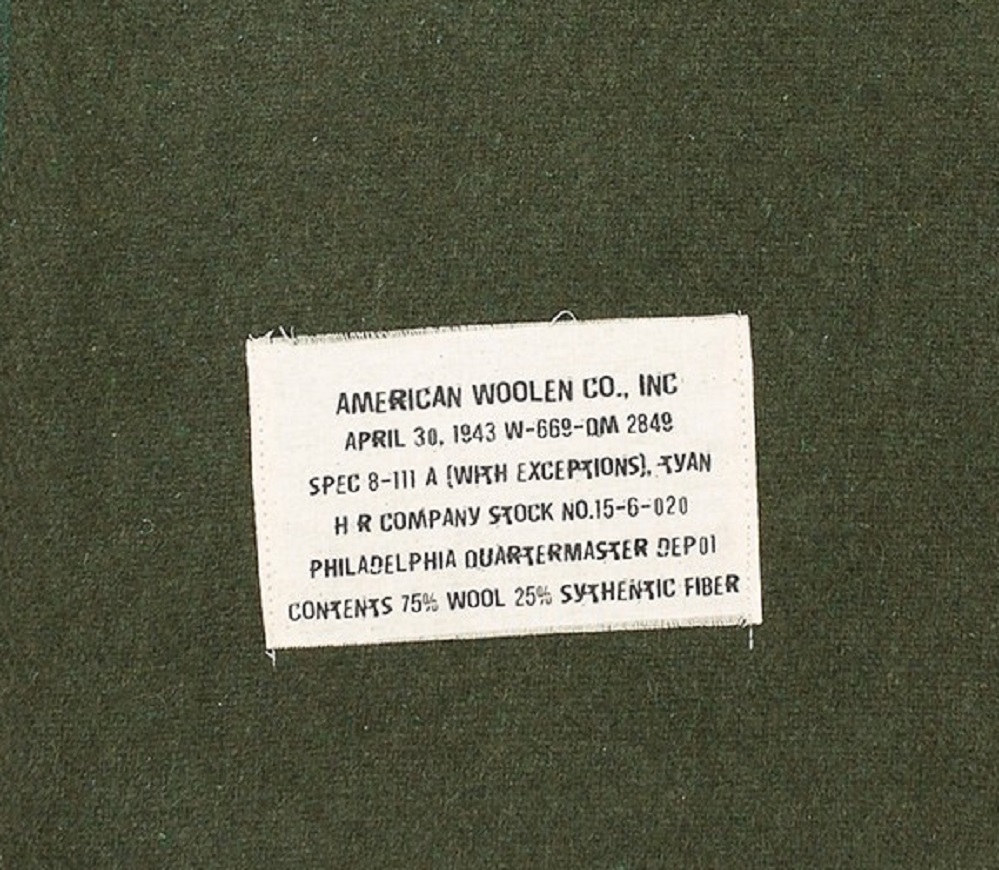 AMERICAN WOOLEN CO., INC
APRIL 30, 1943 W-669-QM 2849
SPEC 8-111 A (WITH EXCEPTIONS), TYAN
H R COMPANY STOCK NO.15-6-020
PHILADELPHIA QUARTERMASTER DEPOT
CONTENTS 75% WOOL 25% SYTHENTIC FIBER